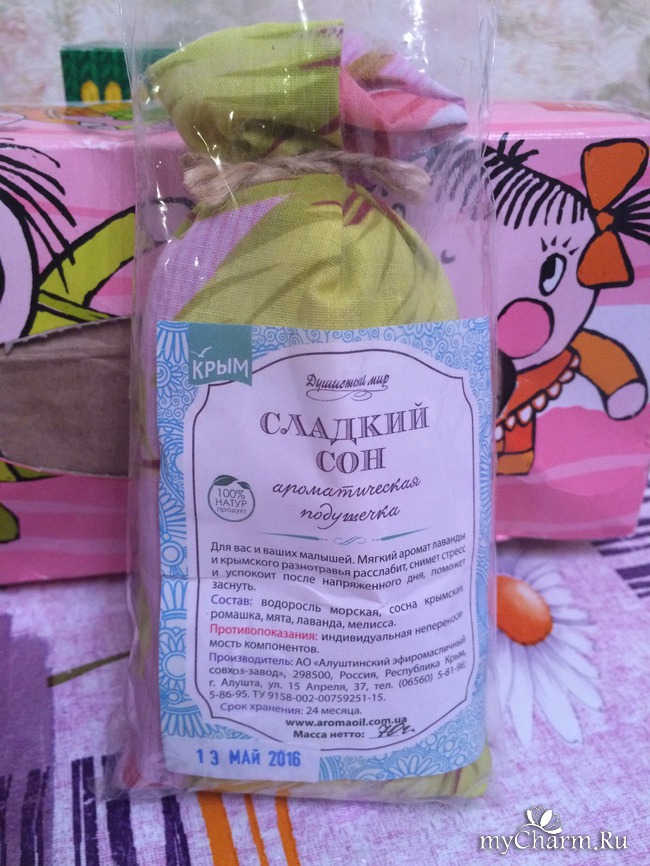 КРЫМ
Душистый мир
СЛАДКИЙ
СОН
ароматическая
подушечка
100%
НАТУР
продукт
Для вас и ваших малышей. Мягкий аромат лаванды
и крымского разнотравья расслабит, снимет стресс
и успокоит после напряженного дня, поможет
заснуть.
Состав: водоросль морская, сосна крымская,
ромашка, мята, лаванда, мелисса.
Противопоказания: индивидуальная непереноси-
мость компонентов.
Производитель: АО «Алуштинский эфиромасличный
совхоз-завод», 298500, Россия, Республика Крым,
г. Алушта, ул. 15 Апреля, 37, тел. (06560) 5-81-96;
5-86-95. ТУ 9158-002-00759251-15.
Срок хранения: 24 месяца.
www.aromaoil.com.ua
Масса нетто:
13 МАЙ 2016
myCharm.Ru